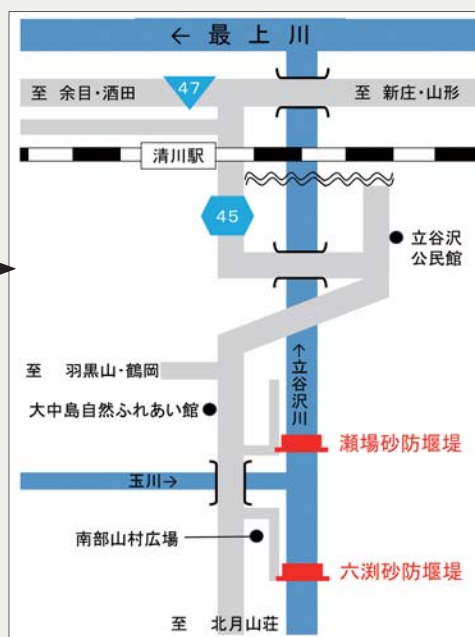 ← 最上川
至 余目・酒田
47
至 新庄・山形
清川駅
45
立谷沢
公民館
↑立谷沢川
至 羽黒山・鶴岡
大中島自然ふれあい館
瀬場砂防堰堤
玉川→
南部山村広場
六渕砂防堰堤
至 北月山荘